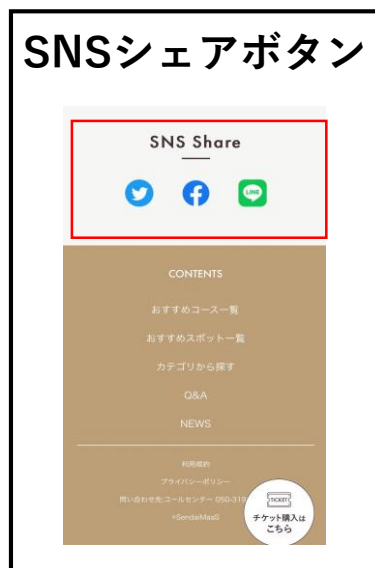 SNSシェアボタン
SNS Share
LINE
CONTENTS
おすすめコース一覧
おすすめスポット一覧
カテゴリから探す
Q&A
NEWS
利用規約
プライバシーポリシー
問い合わせ先:コールセンター 050-319
+SendaiMaaS
TICKET
チケット購入は
こちら